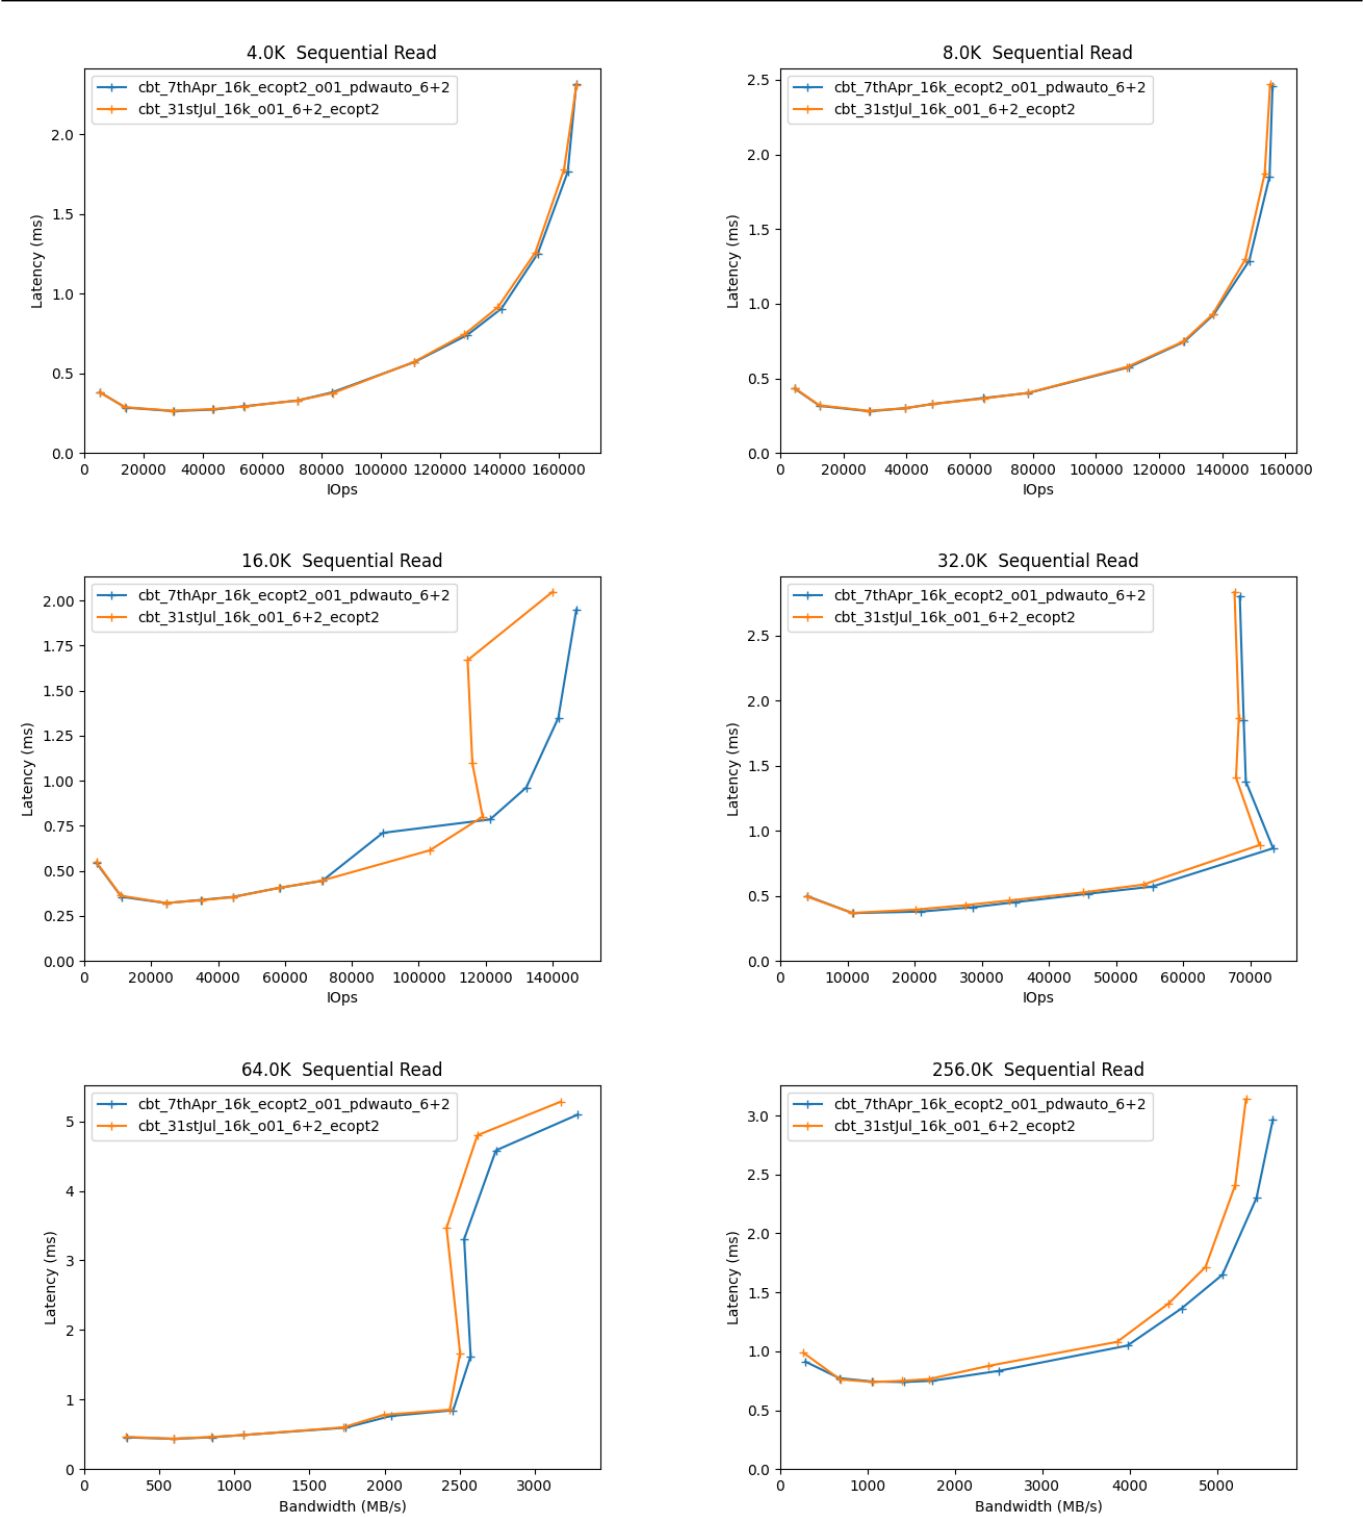 4.0K  Sequential Read
cbt_7thApr_16k_ecopt2_o01_pdwauto_6+2
cbt_31stJul_16k_o01_6+2_ecopt2
Latency (ms)
2.0
1.5
1.0
0.5
0.0
0 20000 40000 60000 80000 100000 120000 140000 160000
IOps
8.0K  Sequential Read
cbt_7thApr_16k_ecopt2_o01_pdwauto_6+2
cbt_31stJul_16k_o01_6+2_ecopt2
Latency (ms)
2.5
2.0
1.5
1.0
0.5
0.0
0 20000 40000 60000 80000 100000 120000 140000 160000
IOps
16.0K  Sequential Read
cbt_7thApr_16k_ecopt2_o01_pdwauto_6+2
cbt_31stJul_16k_o01_6+2_ecopt2
Latency (ms)
2.00
1.75
1.50
1.25
1.00
0.75
0.50
0.25
0.00
0 20000 40000 60000 80000 100000 120000 140000
IOps
32.0K  Sequential Read
cbt_7thApr_16k_ecopt2_o01_pdwauto_6+2
cbt_31stJul_16k_o01_6+2_ecopt2
Latency (ms)
2.5
2.0
1.5
1.0
0.5
0.0
0 10000 20000 30000 40000 50000 60000 70000
IOps
64.0K  Sequential Read
cbt_7thApr_16k_ecopt2_o01_pdwauto_6+2
cbt_31stJul_16k_o01_6+2_ecopt2
Latency (ms)
5
4
3
2
1
0
0 500 1000 1500 2000 2500 3000
Bandwidth (MB/s)
256.0K  Sequential Read
cbt_7thApr_16k_ecopt2_o01_pdwauto_6+2
cbt_31stJul_16k_o01_6+2_ecopt2
Latency (ms)
3.0
2.5
2.0
1.5
1.0
0.5
0.0
0 1000 2000 3000 4000 5000
Bandwidth (MB/s)